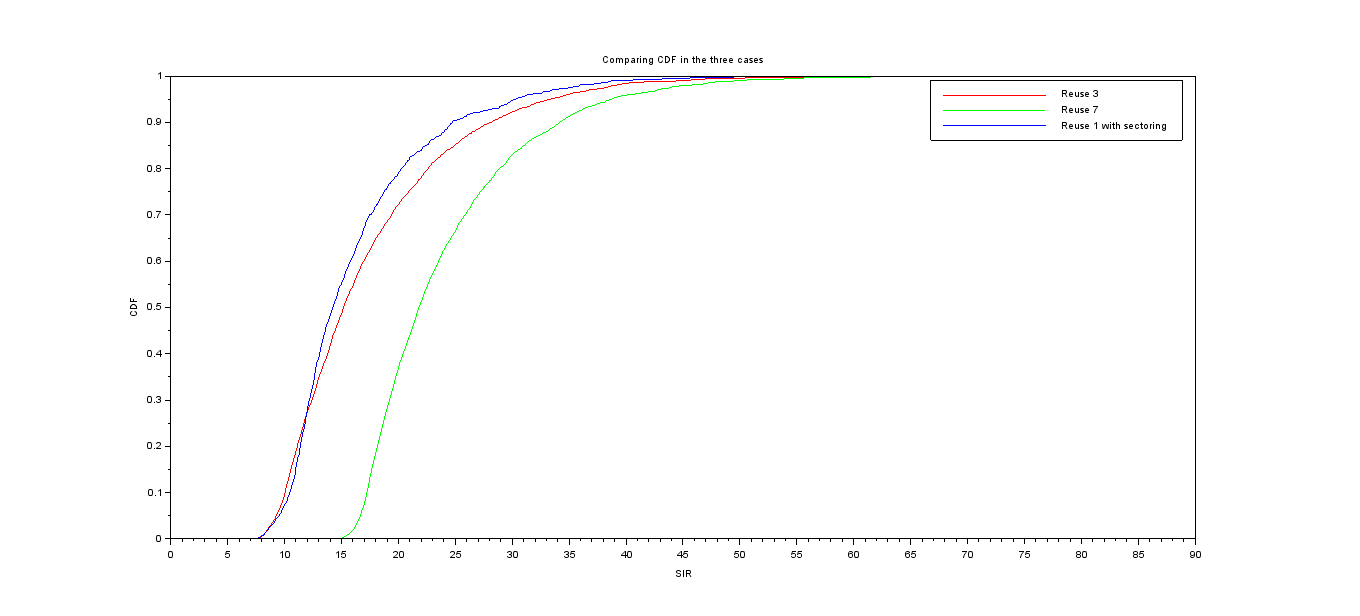 Comparing CDF in the three cases
Reuse 3
Reuse 7
Reuse 1 with sectoring
CDF
1
0.9
0.8
0.7
0.6
0.5
0.4
0.3
0.2
0.1
0
0 5 10 15 20 25 30 35 40 45 50 55 60 65 70 75 80 85 90
SIR